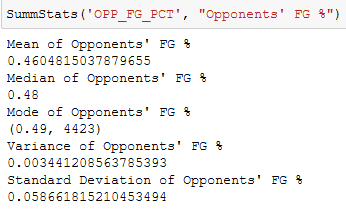 SummStats('OPP_FG_PCT', "Opponents' FG %")
Mean of Opponents' FG %
0.4604815037879655
Median of Opponents' FG %
0.48
Mode of Opponents' FG %
(0.49, 4423)
Variance of Opponents' FG %
0.003441208563785393
Standard Deviation of Opponents' FG %
0.058661815210453494